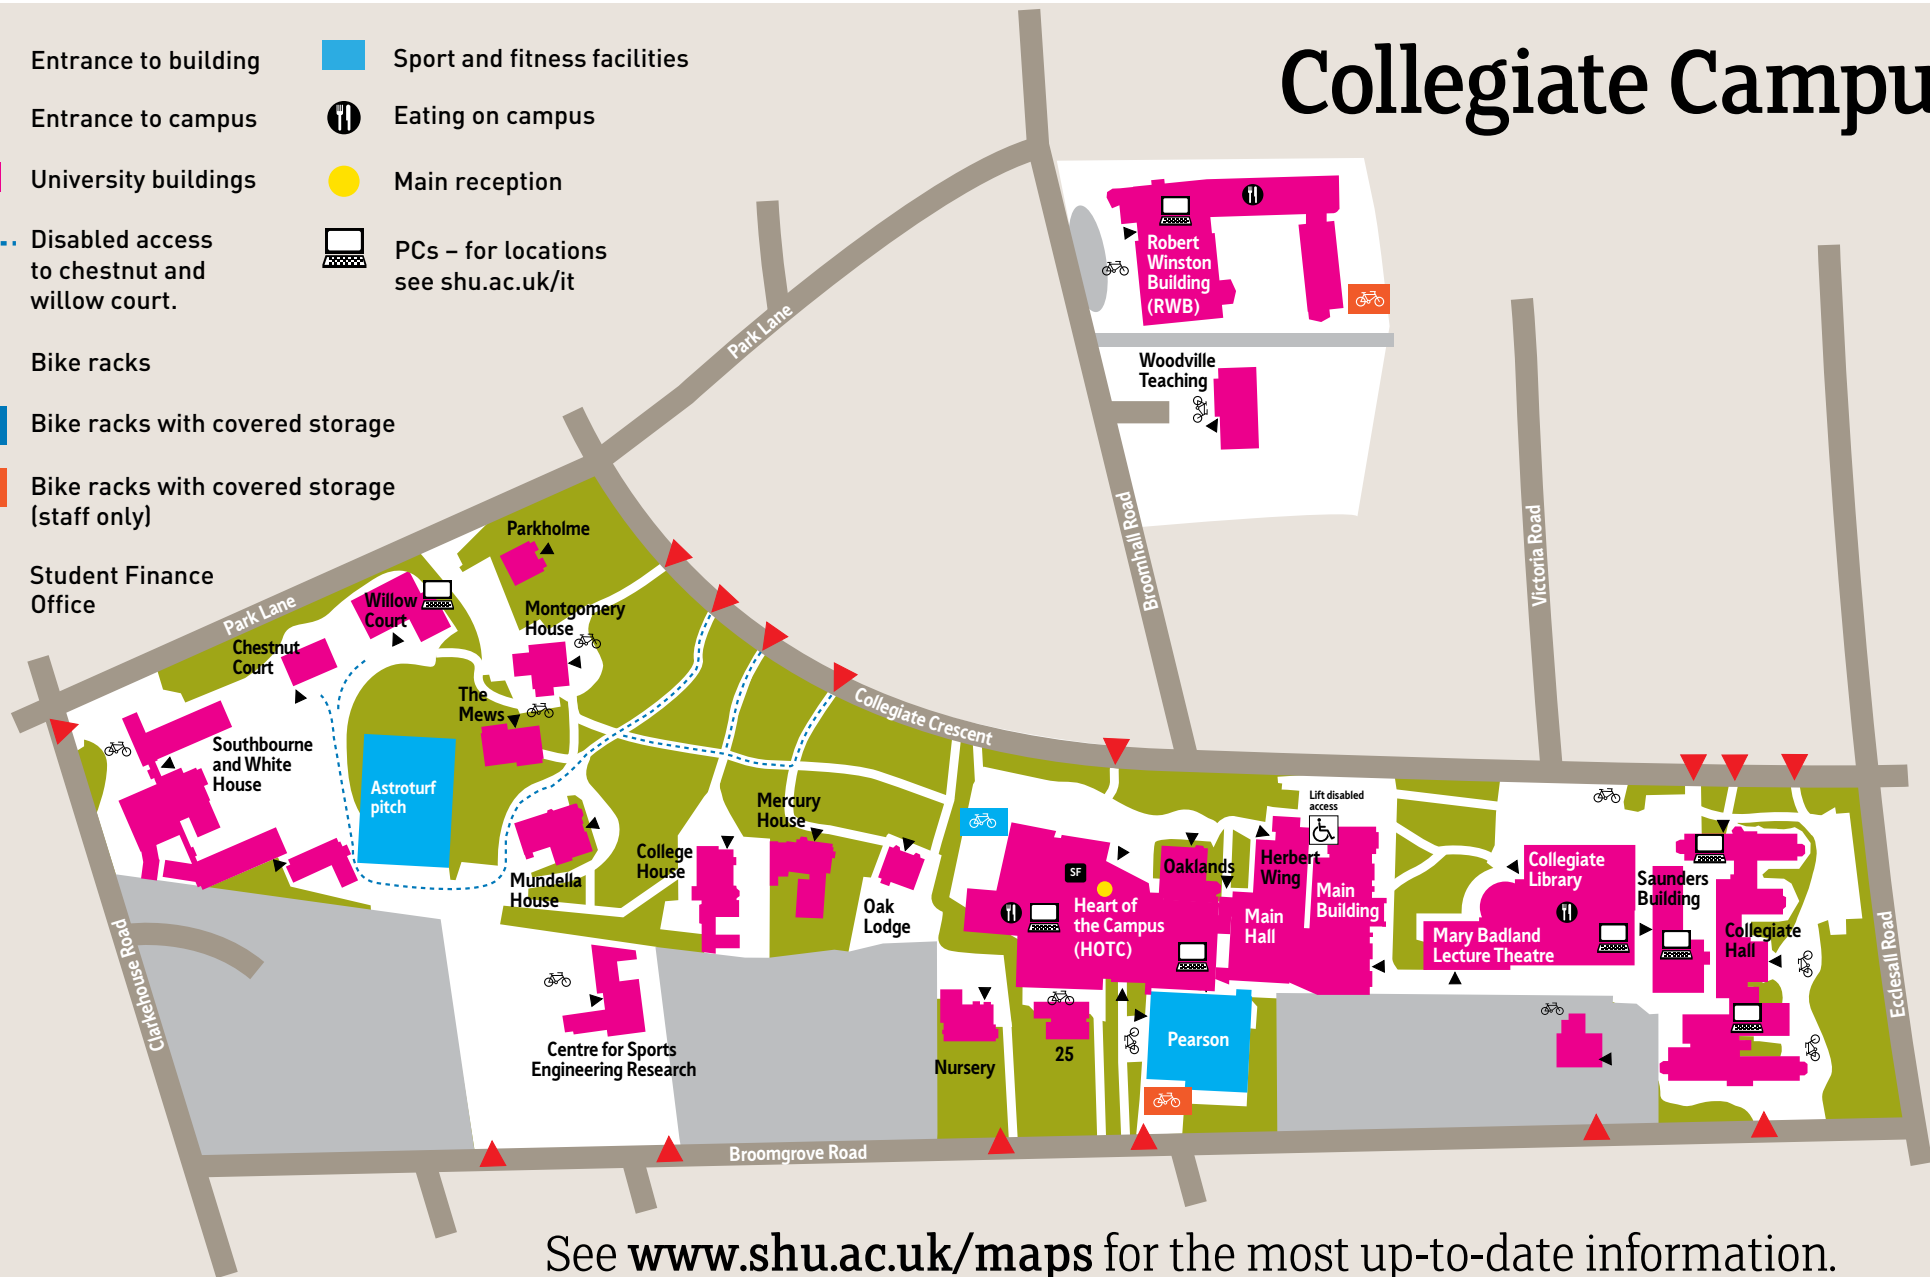 Collegiate Campu
Entrance to building
Entrance to campus
University buildings
Disabled access
to chestnut and
willow court.
Bike racks
Bike racks with covered storage
Bike racks with covered storage
(staff only)
Student Finance
Office
Sport and fitness facilities
Eating on campus
Main reception
PCs – for locations
see shu.ac.uk/it
Robert
Winston
Building
(RWB)
Woodville
Teaching
Park Lane
Broomhall Road
Victoria Road
Parkholme
Park Lane
Willow
Court
Montgomery
House
Chestnut
Court
The
Mews
Collegiate Crescent
Southbourne
and White
House
Astroturf
pitch
Mercury
House
Lift disabled
access
College
House
Mundella
House
Oak
Lodge
SF
Heart of
the Campus
(HOTC)
Oaklands
Herbert
Wing
Main
Building
Main
Hall
Collegiate
Library
Saunders
Building
Mary Badland
Lecture Theatre
Collegiate
Hall
Ecclesall Road
Clarkehouse Road
Centre for Sports
Engineering Research
Nursery
25
Pearson
Broomgrove Road
See www.shu.ac.uk/maps for the most up-to-date information.